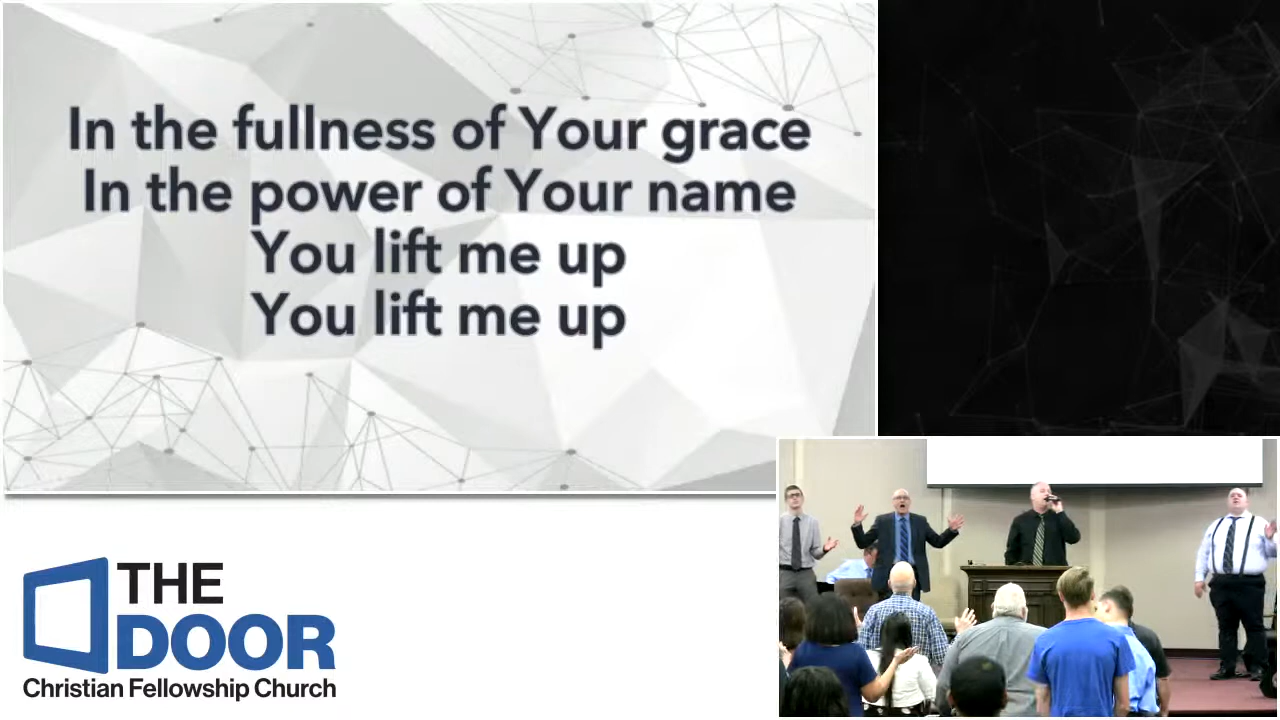 In the fullness of Your grace
In the power of Your name
You lift me up
You lift me up
THE
DOOR
Christian Fellowship Church